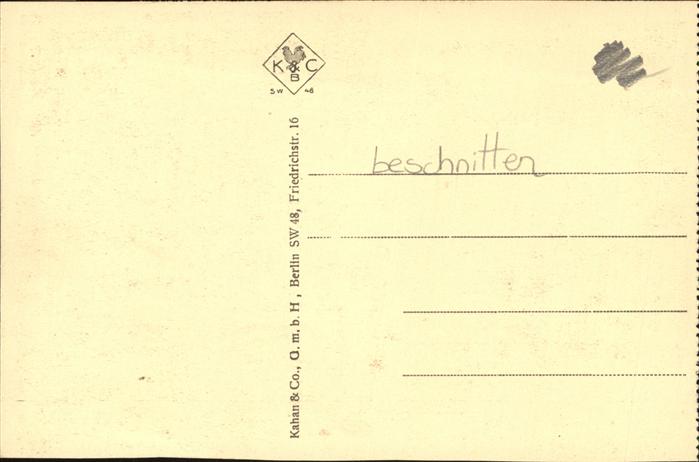 K & C
B
SW 48
beschnitten
Kahan & Co., G. m. b. H., Berlin SW 48, Friedrichstr. 16